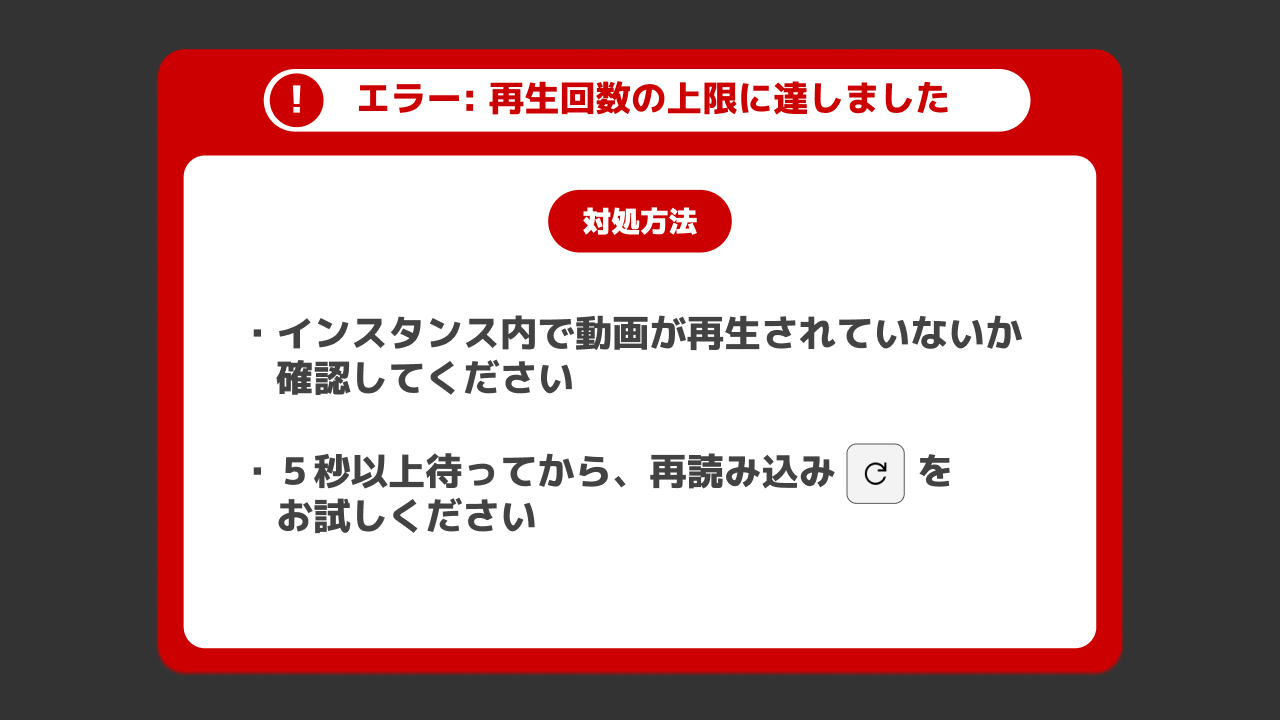 ! エラー: 再生回数の上限に達しました
対処方法
・インスタンス内で動画が再生されていないか
確認してください
・５秒以上待ってから、再読み込み を
お試しください